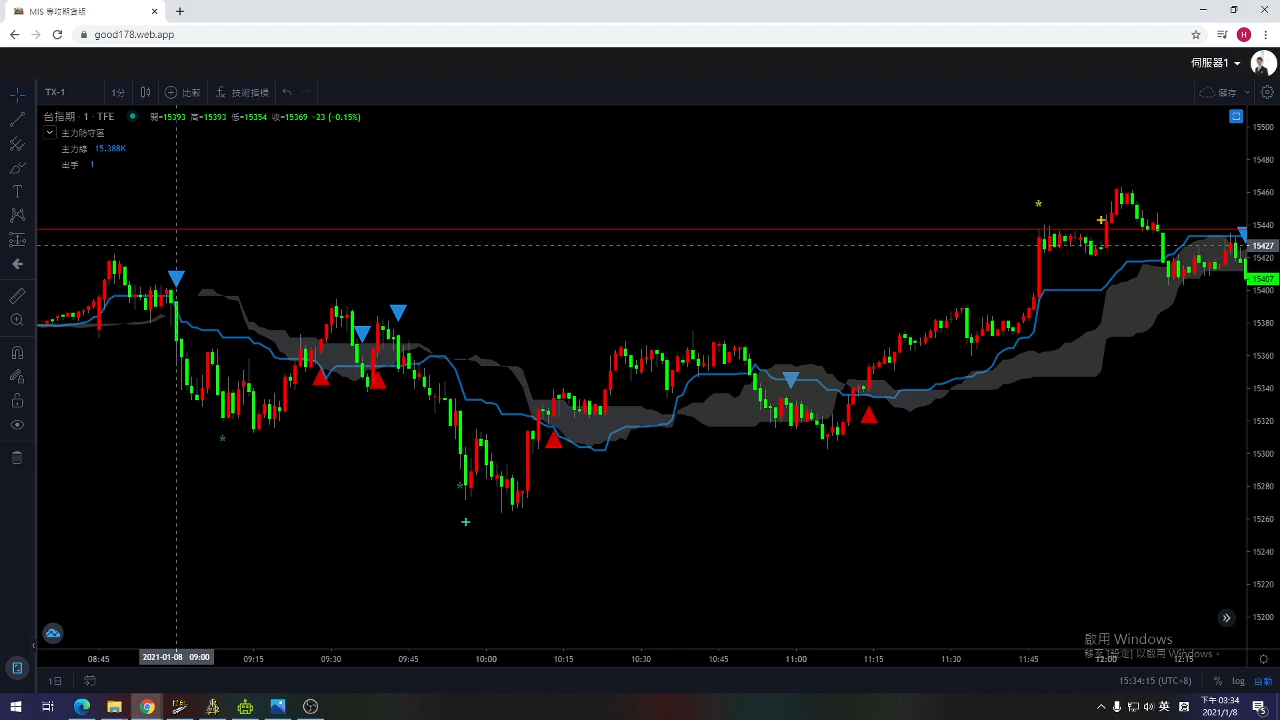 MIS 專攻期貨版
good178.web.app
H
伺服器1
TX-1 1分 比較 技術指標 儲存
台指期 · 1 · TFE 開=15393 高=15393 低=15354 收=15369 −23 (−0.15%)
主力防守區
主力線 15.388K
出手 1
15500
15480
15460
15440
15427
15420
15407
15400
15380
15360
15340
15320
15300
15280
15260
15240
15220
15200
啟用 Windows
移至 [設定] 以啟用 Windows。
08:45 2021-01-08 09:00 09:15 09:30 09:45 10:00 10:15 10:30 10:45 11:00 11:15 11:30 11:45 12:00 12:15
1日 15:34:15 (UTC+8) % log 自動
英 下午 03:34
2021/1/8